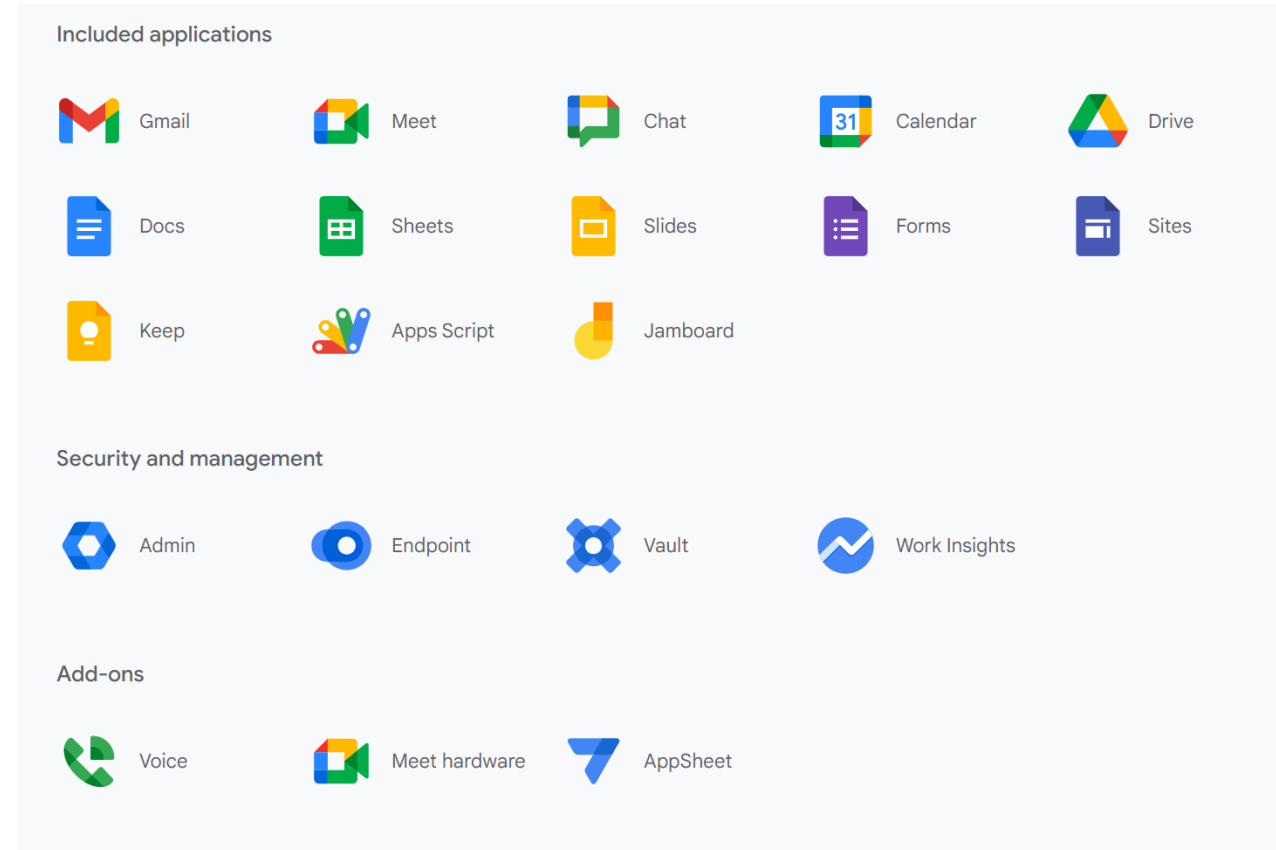 Included applications
Gmail Meet Chat 31 Calendar Drive
Docs Sheets Slides Forms Sites
Keep Apps Script Jamboard
Security and management
Admin Endpoint Vault Work Insights
Add-ons
Voice Meet hardware AppSheet